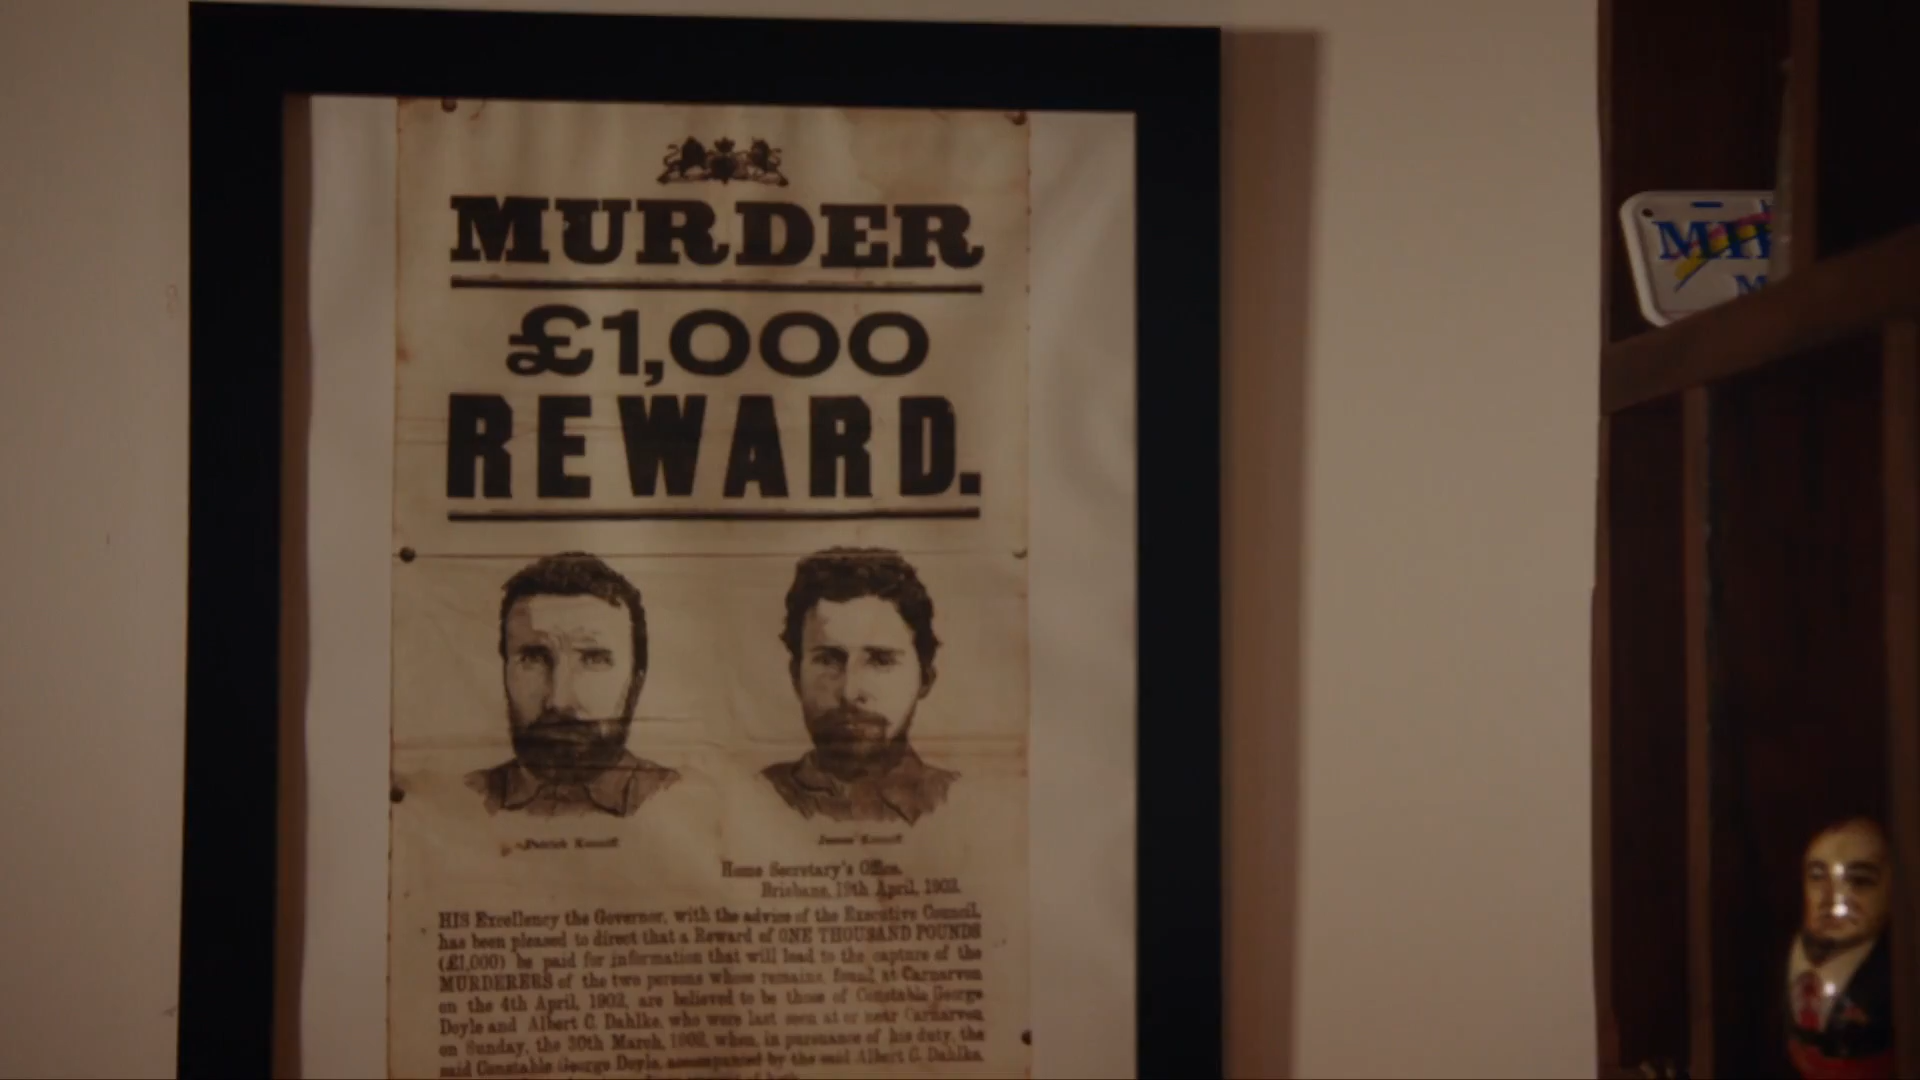 MURDER
£1,000
REWARD.
Patrick Kenniff
James Kenniff
Home Secretary's Office,
Brisbane, 19th April, 1902.
HIS Excellency the Governor, with the advice of the Executive Council,
has been pleased to direct that a Reward of ONE THOUSAND POUNDS
(£1,000) be paid for information that will lead to the capture of the
MURDERERS of the two persons whose remains, found at Carnarvon
on the 4th April, 1902, are believed to be those of Constable George
Doyle and Albert C. Dahlke, who were last seen at or near Carnarvon
on Sunday, the 30th March, 1902, when, in pursuance of his duty, the
said Constable George Doyle, accompanied by the said Albert C. Dahlke,